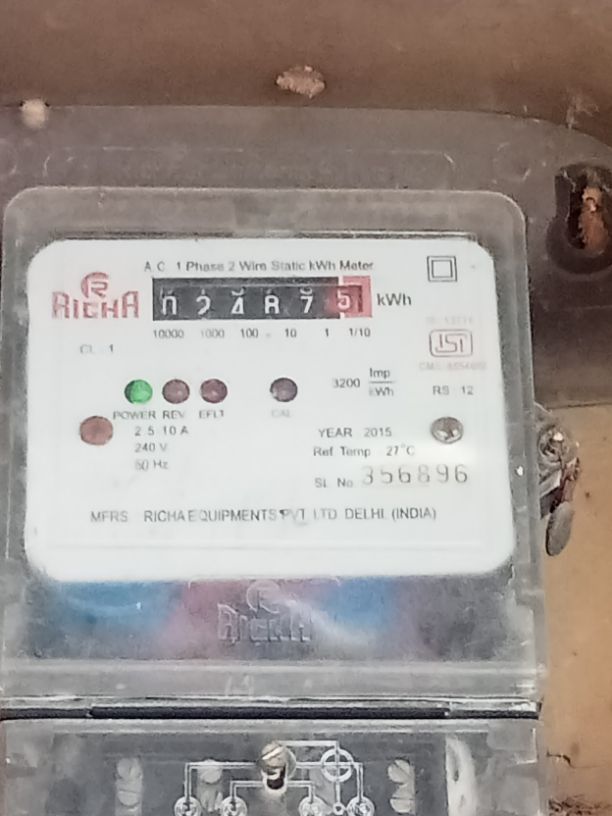 A.C. 1 Phase 2 Wire Static kWh Meter
RICHA
024875 kWh
10000 1000 100 10 1 1/10
CL. 1
ISI
3200 Imp/kWh
RS 12
POWER REV EFLT CAL
2.5-10 A
240 V
50 Hz
YEAR 2015
Ref. Temp. 27°C
SL. No. 356896
MFRS. RICHA EQUIPMENTS PVT. LTD. DELHI. (INDIA)
RICHA